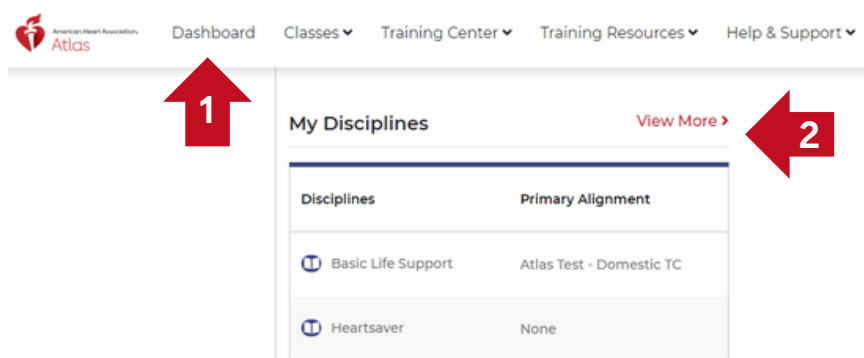 American Heart Association.
Atlas
Dashboard Classes Training Center Training Resources Help & Support
1
My Disciplines View More
2
Disciplines Primary Alignment
Basic Life Support Atlas Test - Domestic TC
Heartsaver None